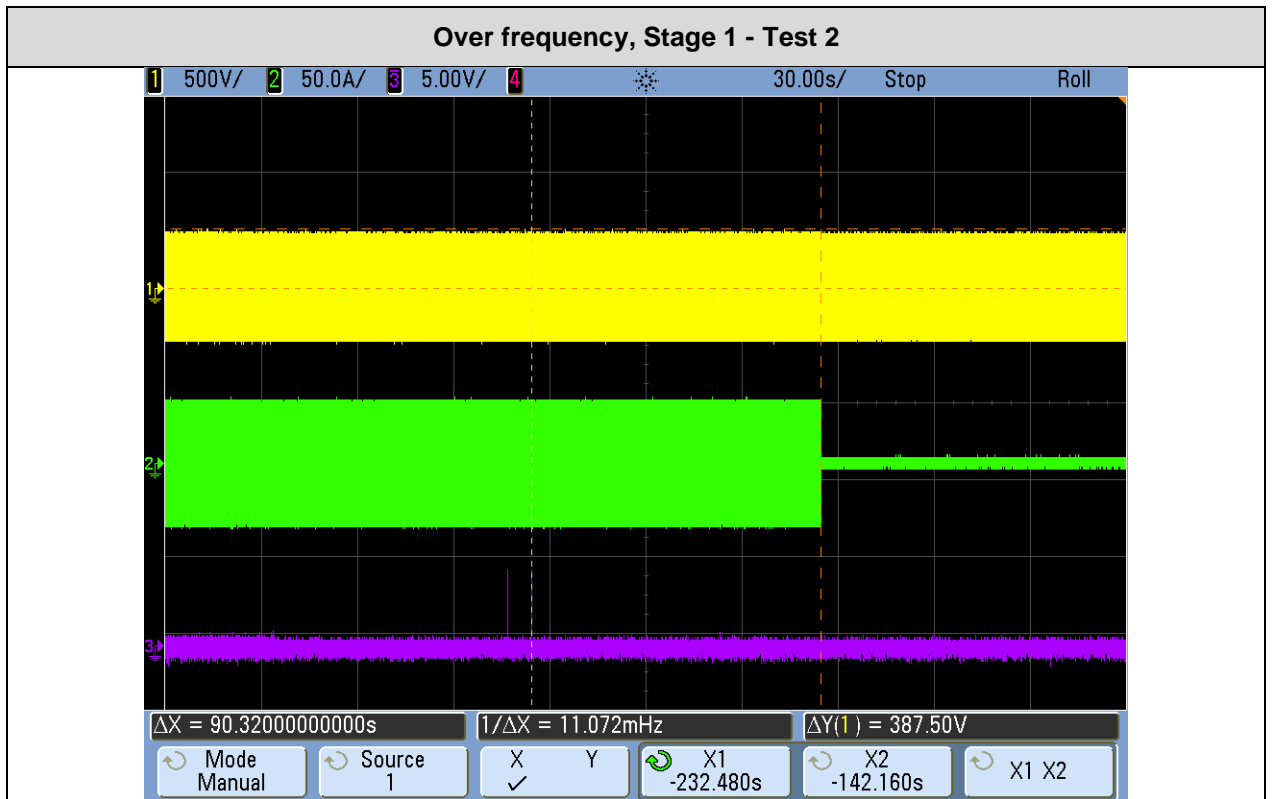 Over frequency, Stage 1 - Test 2
1 500V/ 2 50.0A/ 3 5.00V/ 4 30.00s/ Stop Roll
1
2
3
ΔX = 90.32000000000s 1/ΔX = 11.072mHz ΔY(1) = 387.50V
Mode Source X Y X1 X2 X1 X2
Manual 1 ✓ -232.480s -142.160s